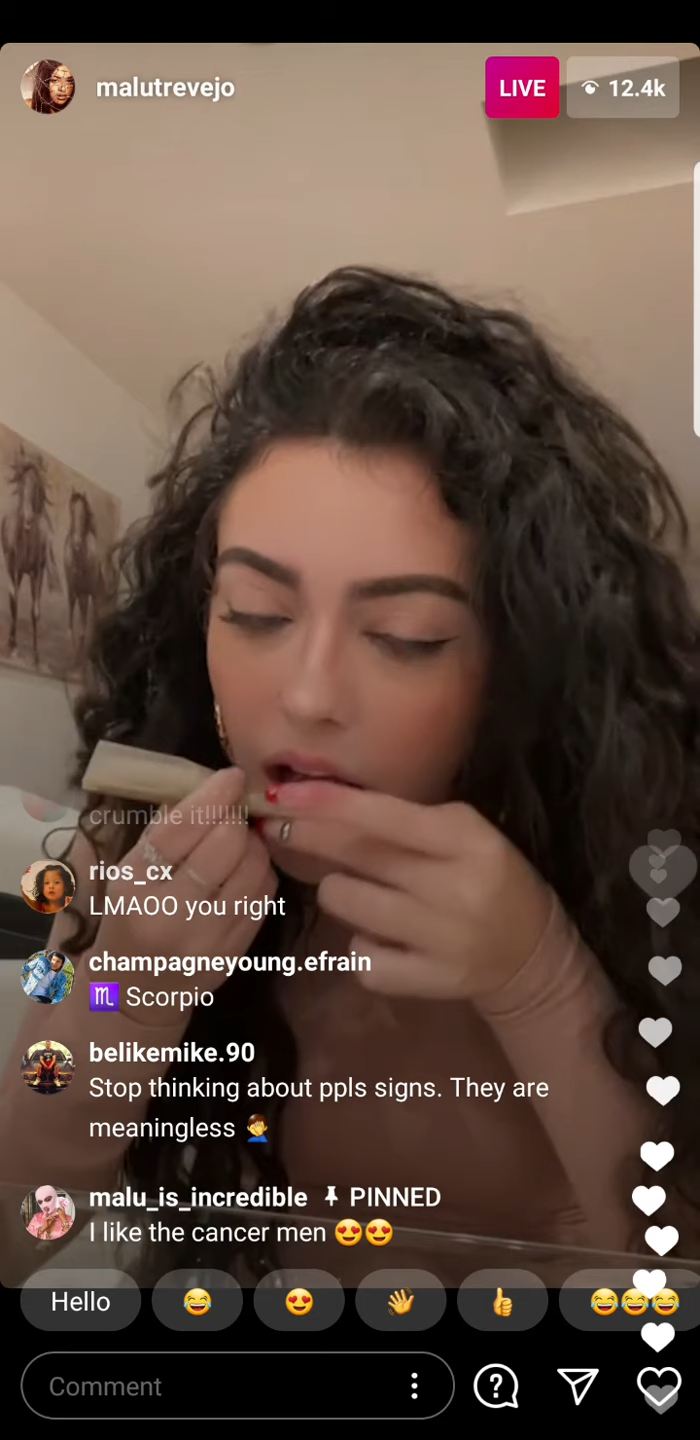 malutrevejo
LIVE
12.4k
crumble it!!!!!!!
rios_cx
LMAOO you right
champagneyoung.efrain
♏ Scorpio
belikemike.90
Stop thinking about ppls signs. They are
meaningless 🤦‍♂️
malu_is_incredible PINNED
I like the cancer men 😍😍
Hello 😂 😍 👋 👍 😂😂😂
Comment